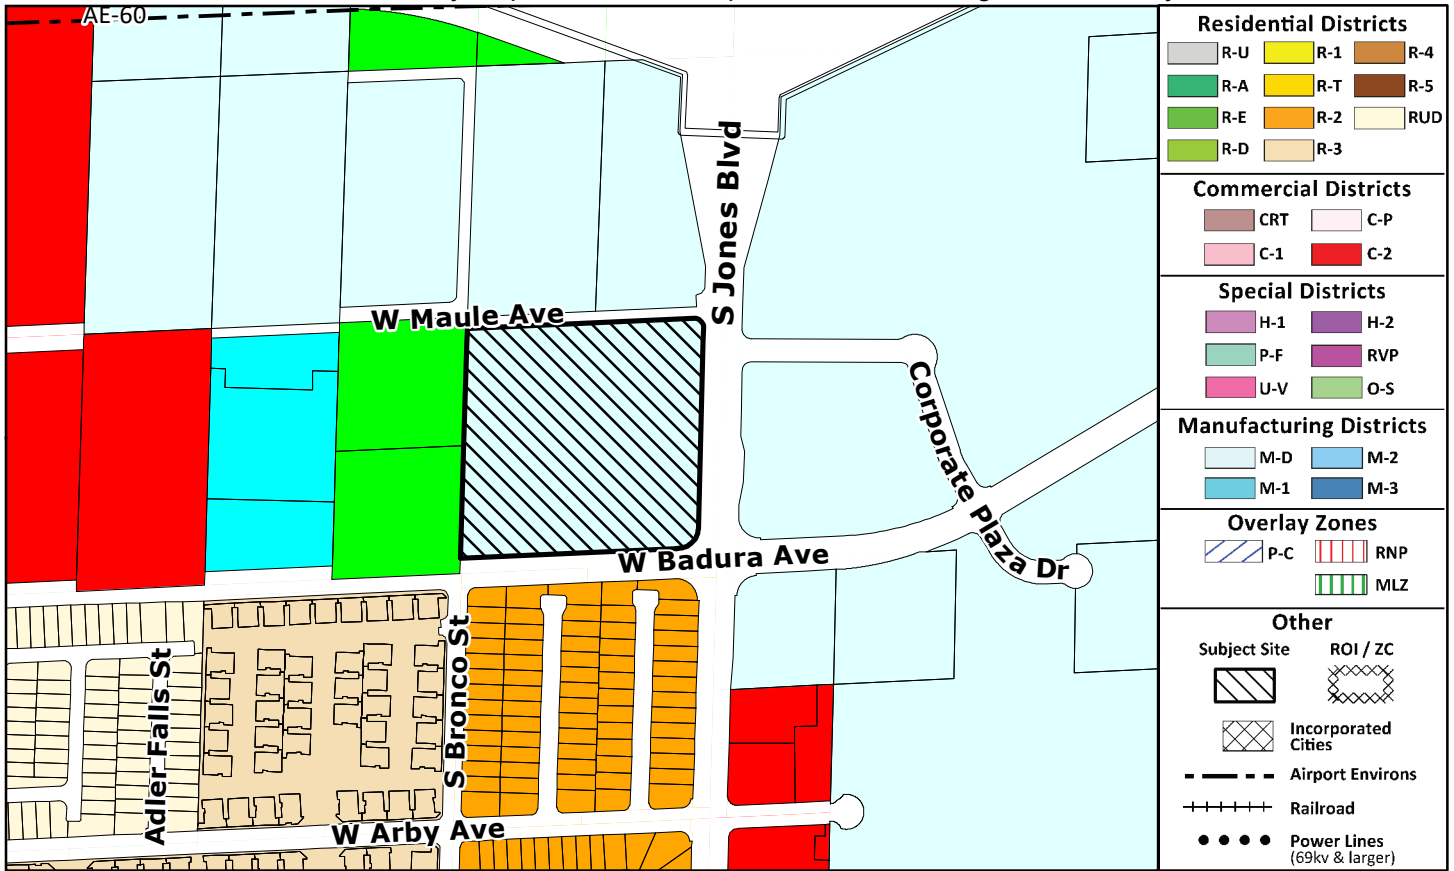 AE-60
S Jones Blvd
W Maule Ave
Corporate Plaza Dr
W Badura Ave
S Bronco St
Adler Falls St
W Arby Ave
Residential Districts
R-U R-1 R-4
R-A R-T R-5
R-E R-2 RUD
R-D R-3
Commercial Districts
CRT C-P
C-1 C-2
Special Districts
H-1 H-2
P-F RVP
U-V O-S
Manufacturing Districts
M-D M-2
M-1 M-3
Overlay Zones
P-C RNP
MLZ
Other
Subject Site ROI / ZC
Incorporated
Cities
Airport Environs
Railroad
Power Lines
(69kv & larger)